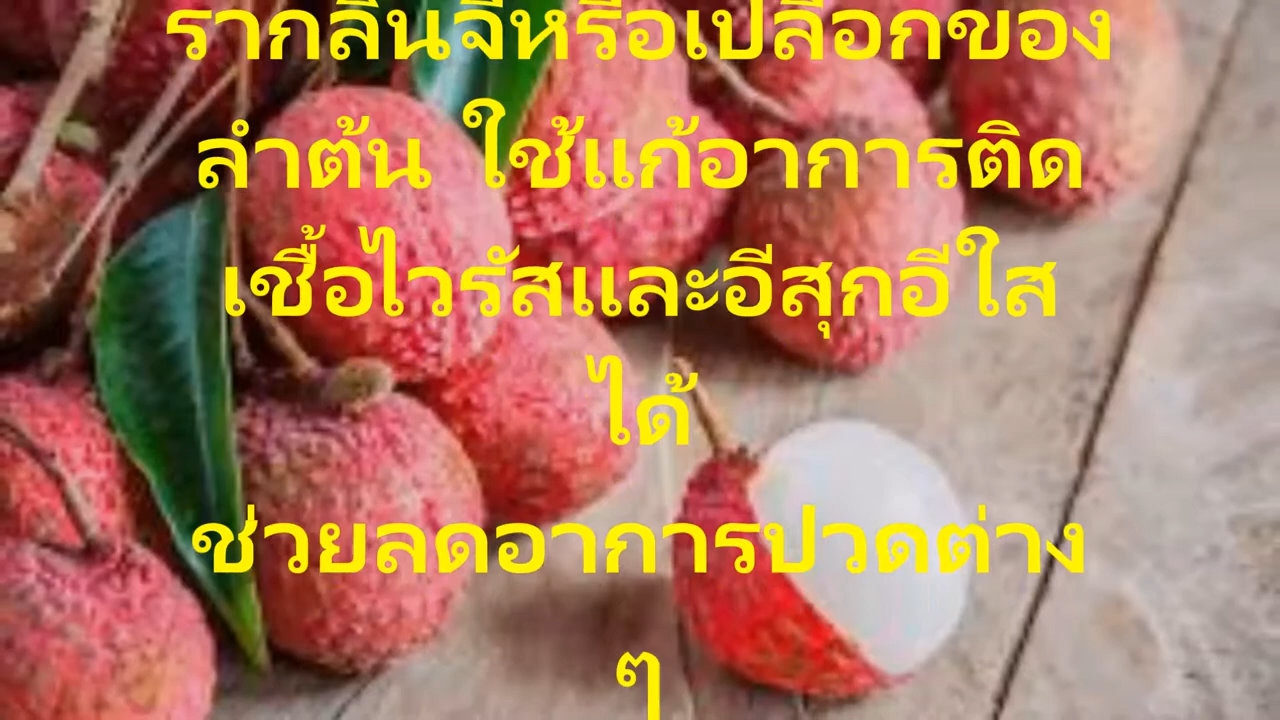 รากลิ้นจี่หรือเปลือกของ
ลำต้น ใช้แก้อาการติด
เชื้อไวรัสและอีสุกอีใส
ได้
ช่วยลดอาการปวดต่าง
ๆ